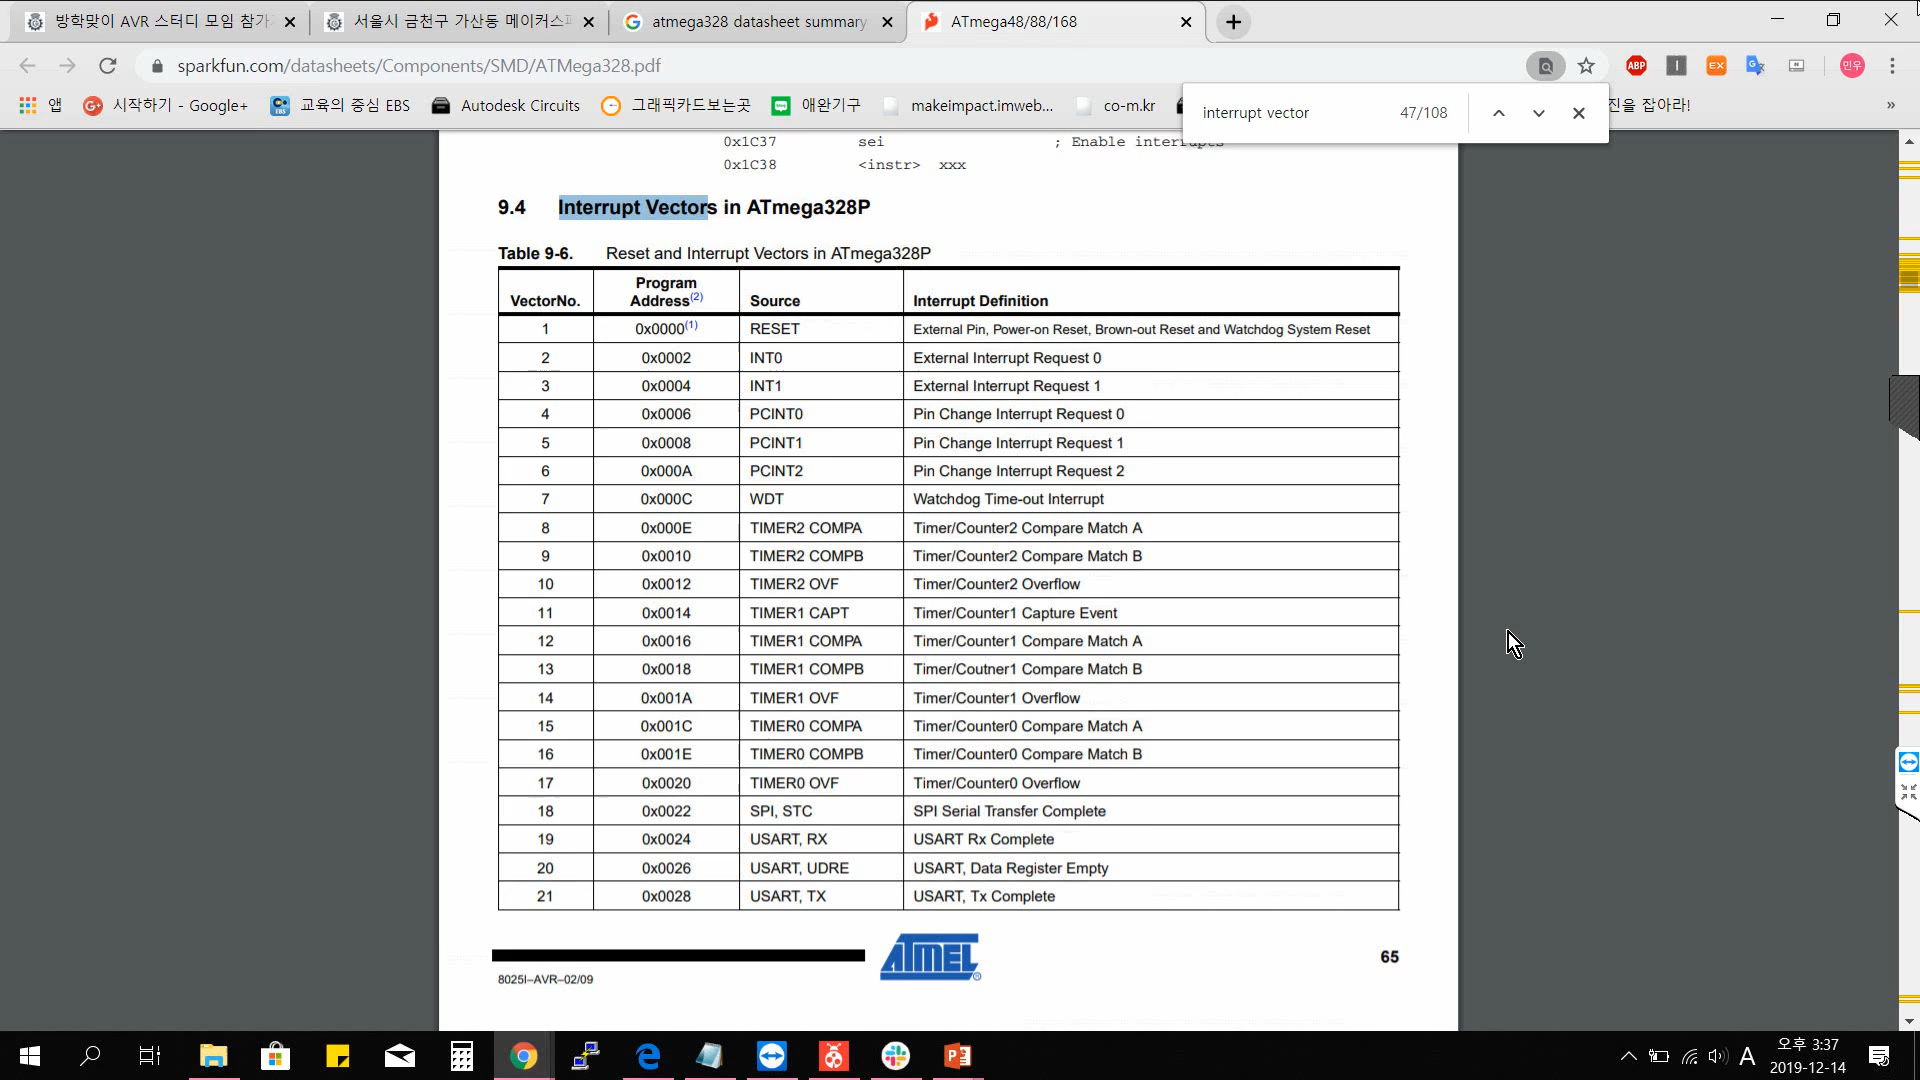 방학맞이 AVR 스터디 모임 참가
서울시 금천구 가산동 메이커스
atmega328 datasheet summary
ATmega48/88/168
sparkfun.com/datasheets/Components/SMD/ATMega328.pdf
ABP
EX
민우
앱
시작하기 - Google+
EBS
교육의 중심 EBS
Autodesk Circuits
그래픽카드보는곳
애완기구
makeimpact.imweb...
co-m.kr
진을 잡아라!
»
interrupt vector 47/108
0x1C37 sei ; Enable interrupts
0x1C38 <instr> xxx
9.4 Interrupt Vectors in ATmega328P
Table 9-6. Reset and Interrupt Vectors in ATmega328P
VectorNo. Program Address(2) Source Interrupt Definition
1 0x0000(1) RESET External Pin, Power-on Reset, Brown-out Reset and Watchdog System Reset
2 0x0002 INT0 External Interrupt Request 0
3 0x0004 INT1 External Interrupt Request 1
4 0x0006 PCINT0 Pin Change Interrupt Request 0
5 0x0008 PCINT1 Pin Change Interrupt Request 1
6 0x000A PCINT2 Pin Change Interrupt Request 2
7 0x000C WDT Watchdog Time-out Interrupt
8 0x000E TIMER2 COMPA Timer/Counter2 Compare Match A
9 0x0010 TIMER2 COMPB Timer/Counter2 Compare Match B
10 0x0012 TIMER2 OVF Timer/Counter2 Overflow
11 0x0014 TIMER1 CAPT Timer/Counter1 Capture Event
12 0x0016 TIMER1 COMPA Timer/Counter1 Compare Match A
13 0x0018 TIMER1 COMPB Timer/Coutner1 Compare Match B
14 0x001A TIMER1 OVF Timer/Counter1 Overflow
15 0x001C TIMER0 COMPA Timer/Counter0 Compare Match A
16 0x001E TIMER0 COMPB Timer/Counter0 Compare Match B
17 0x0020 TIMER0 OVF Timer/Counter0 Overflow
18 0x0022 SPI, STC SPI Serial Transfer Complete
19 0x0024 USART, RX USART Rx Complete
20 0x0026 USART, UDRE USART, Data Register Empty
21 0x0028 USART, TX USART, Tx Complete
ATMEL®
65
8025I–AVR–02/09
A
오후 3:37
2019-12-14